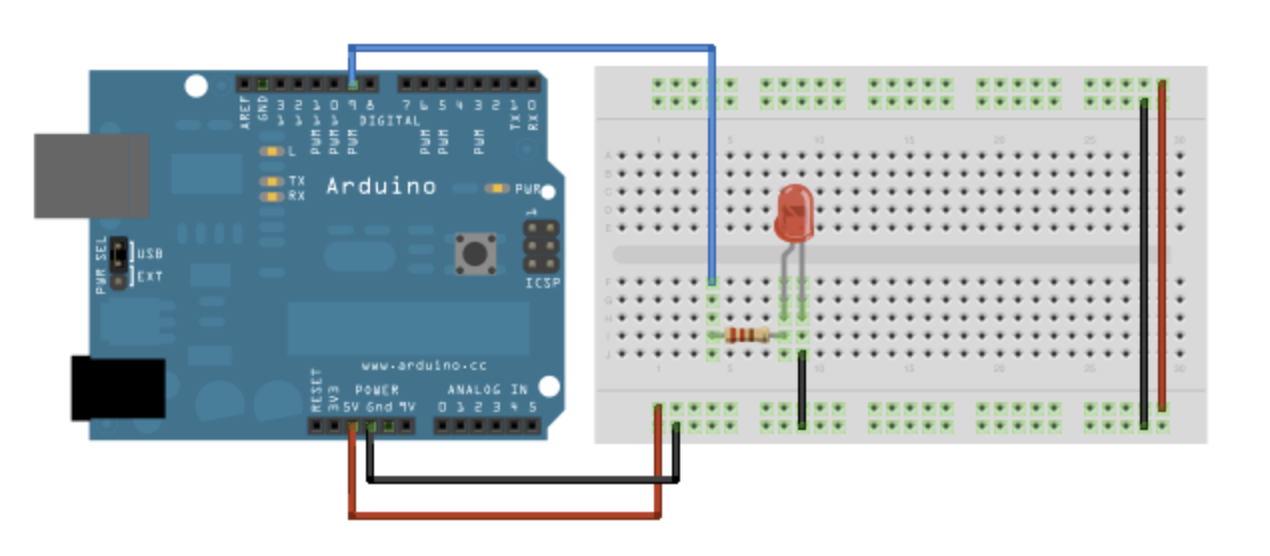 AREF GND 13 12 11 10 9 8 7 6 5 4 3 2 TX 1 RX 0
PWM PWM PWM PWM PWM PWM
DIGITAL
L
TX
RX
Arduino
PWR
1
PWR SEL
USB
EXT
ICSP
www.arduino.cc
POWER
ANALOG IN
RESET 3V3 5V Gnd 9V 0 1 2 3 4 5
1 5 10 15 20 25 30
A
B
C
D
E
F
G
H
I
J
1 5 10 15 20 25 30